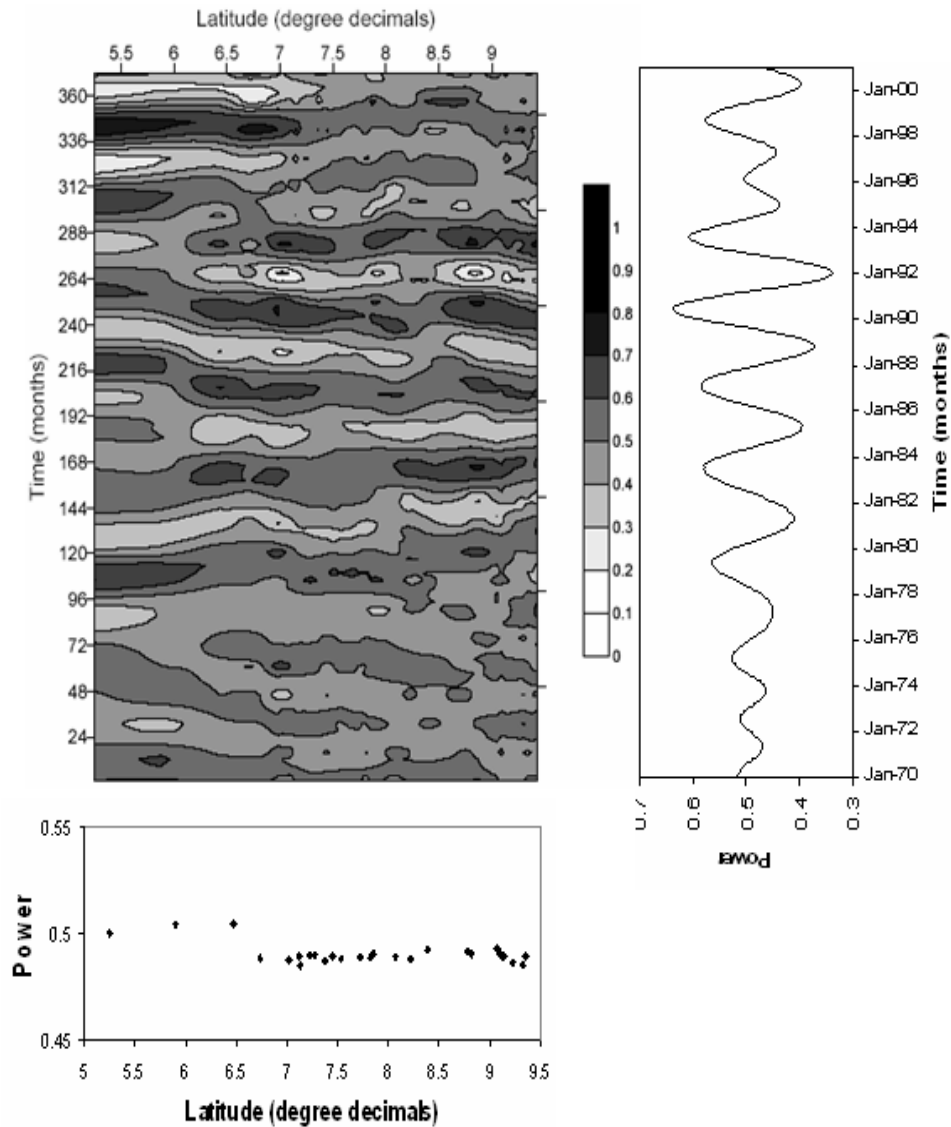 Latitude (degree decimals)
5.5 6 6.5 7 7.5 8 8.5 9
Time (months)
360
336
312
288
264
240
216
192
168
144
120
96
72
48
24
1
0.9
0.8
0.7
0.6
0.5
0.4
0.3
0.2
0.1
0
Jan-00
Jan-98
Jan-96
Jan-94
Jan-92
Jan-90
Jan-88
Jan-86
Jan-84
Jan-82
Jan-80
Jan-78
Jan-76
Jan-74
Jan-72
Jan-70
Time (months)
0.7 0.6 0.5 0.4 0.3
Power
0.55
0.5
0.45
Power
5 5.5 6 6.5 7 7.5 8 8.5 9 9.5
Latitude (degree decimals)